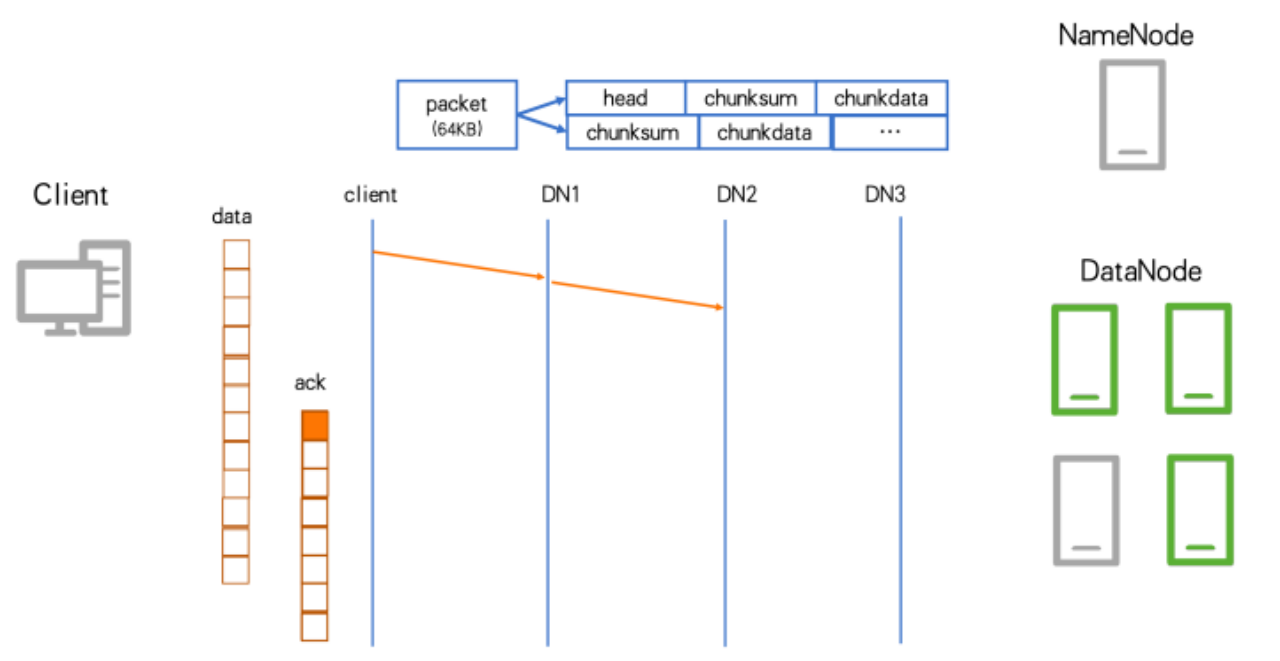 NameNode
packet
(64KB)
head chunksum chunkdata
chunksum chunkdata ...
Client
data
client DN1 DN2 DN3
DataNode
ack